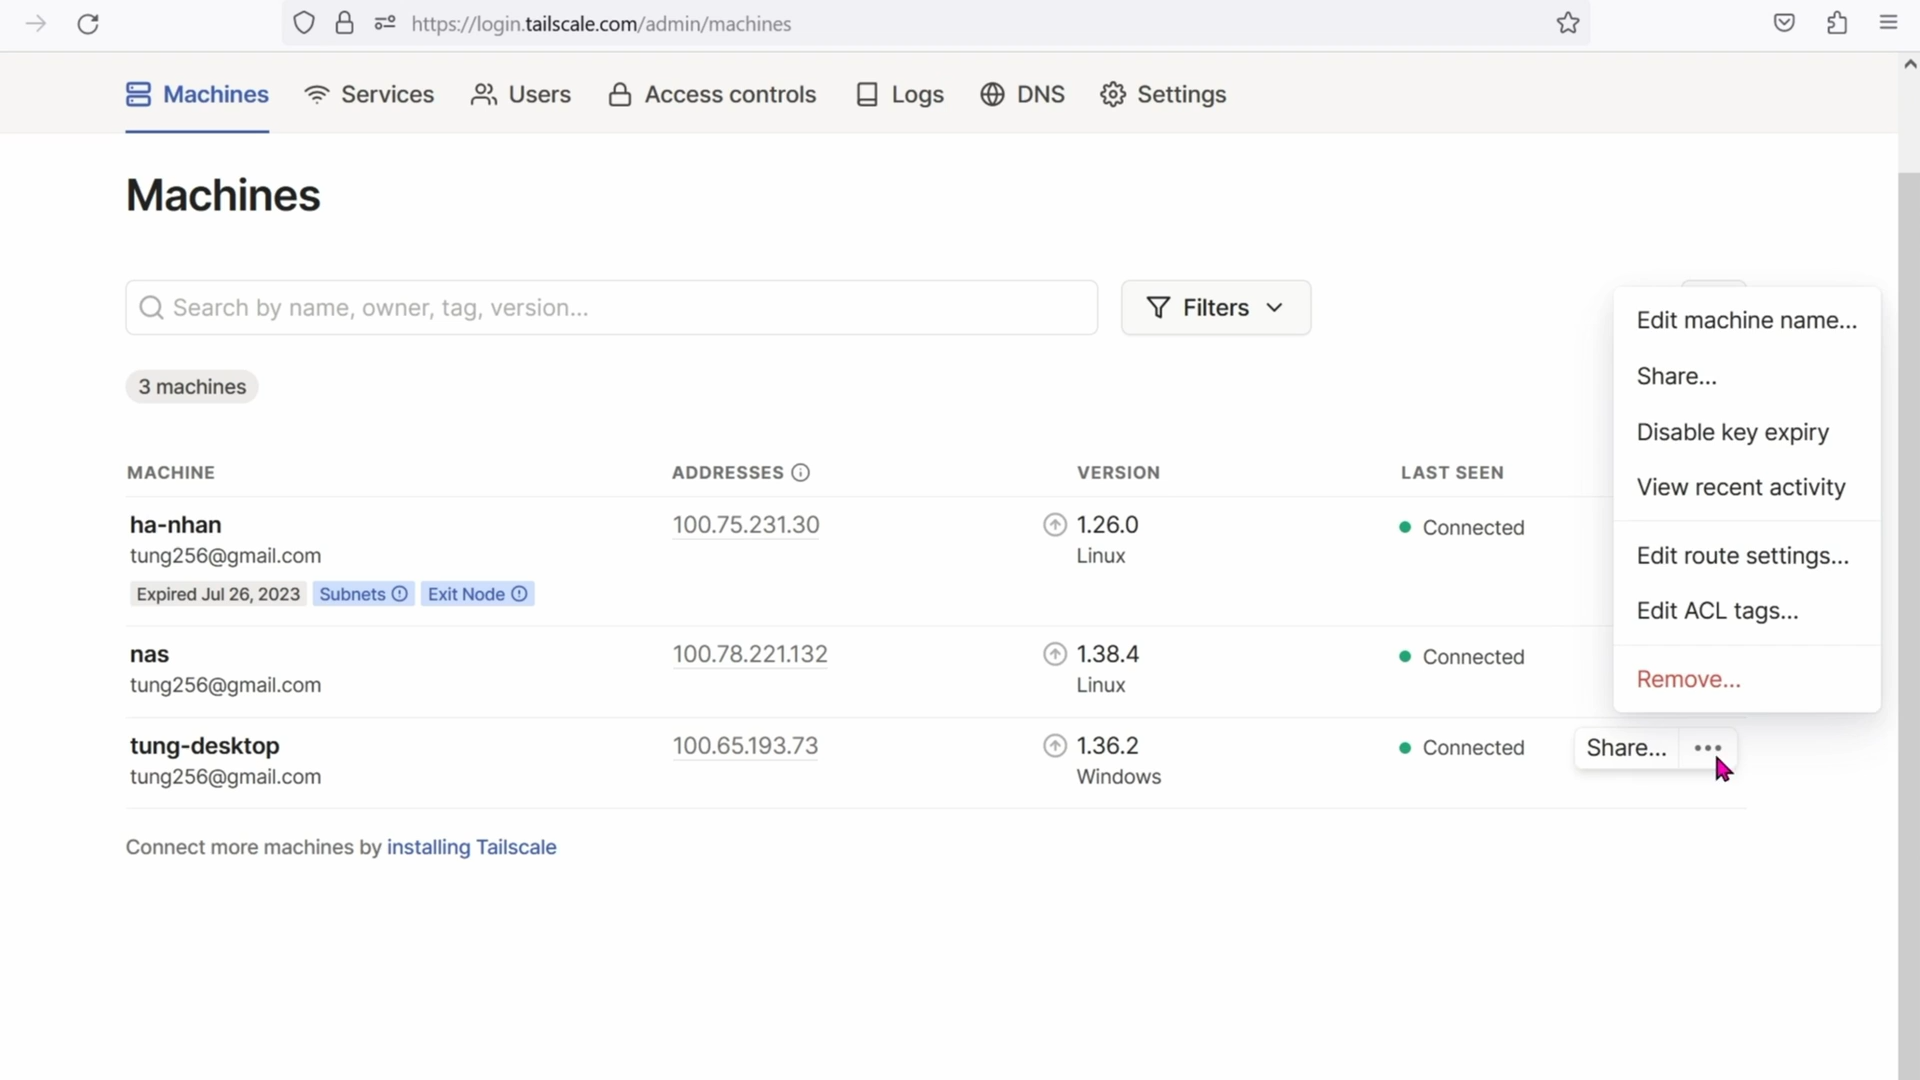 https://login.tailscale.com/admin/machines
Machines Services Users Access controls Logs DNS Settings
Machines
Search by name, owner, tag, version...
Filters
3 machines
MACHINE ADDRESSES VERSION LAST SEEN
ha-nhan 100.75.231.30 1.26.0 Connected
tung256@gmail.com Linux
Expired Jul 26, 2023 Subnets Exit Node
nas 100.78.221.132 1.38.4 Connected
tung256@gmail.com Linux
tung-desktop 100.65.193.73 1.36.2 Connected Share...
tung256@gmail.com Windows
Connect more machines by installing Tailscale
Edit machine name...
Share...
Disable key expiry
View recent activity
Edit route settings...
Edit ACL tags...
Remove...